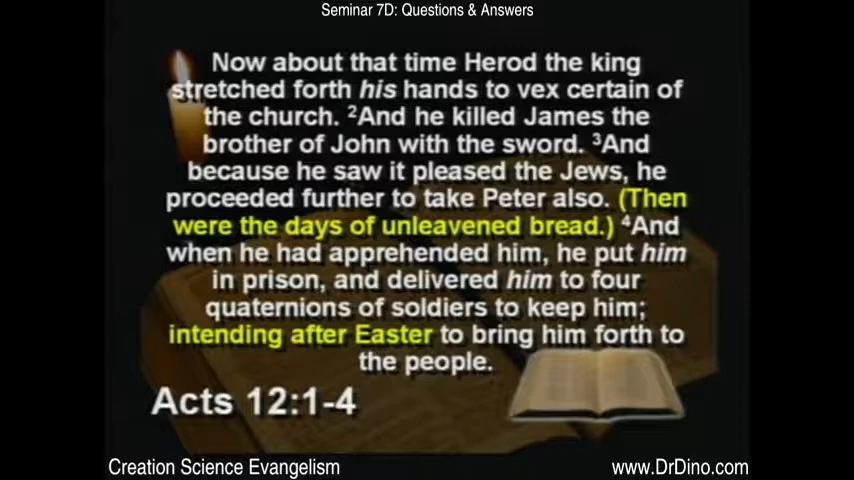 Seminar 7D: Questions & Answers
Now about that time Herod the king
stretched forth his hands to vex certain of
the church. ²And he killed James the
brother of John with the sword. ³And
because he saw it pleased the Jews, he
proceeded further to take Peter also. (Then
were the days of unleavened bread.) ⁴And
when he had apprehended him, he put him
in prison, and delivered him to four
quaternions of soldiers to keep him;
intending after Easter to bring him forth to
the people.
Acts 12:1-4
Creation Science Evangelism
www.DrDino.com